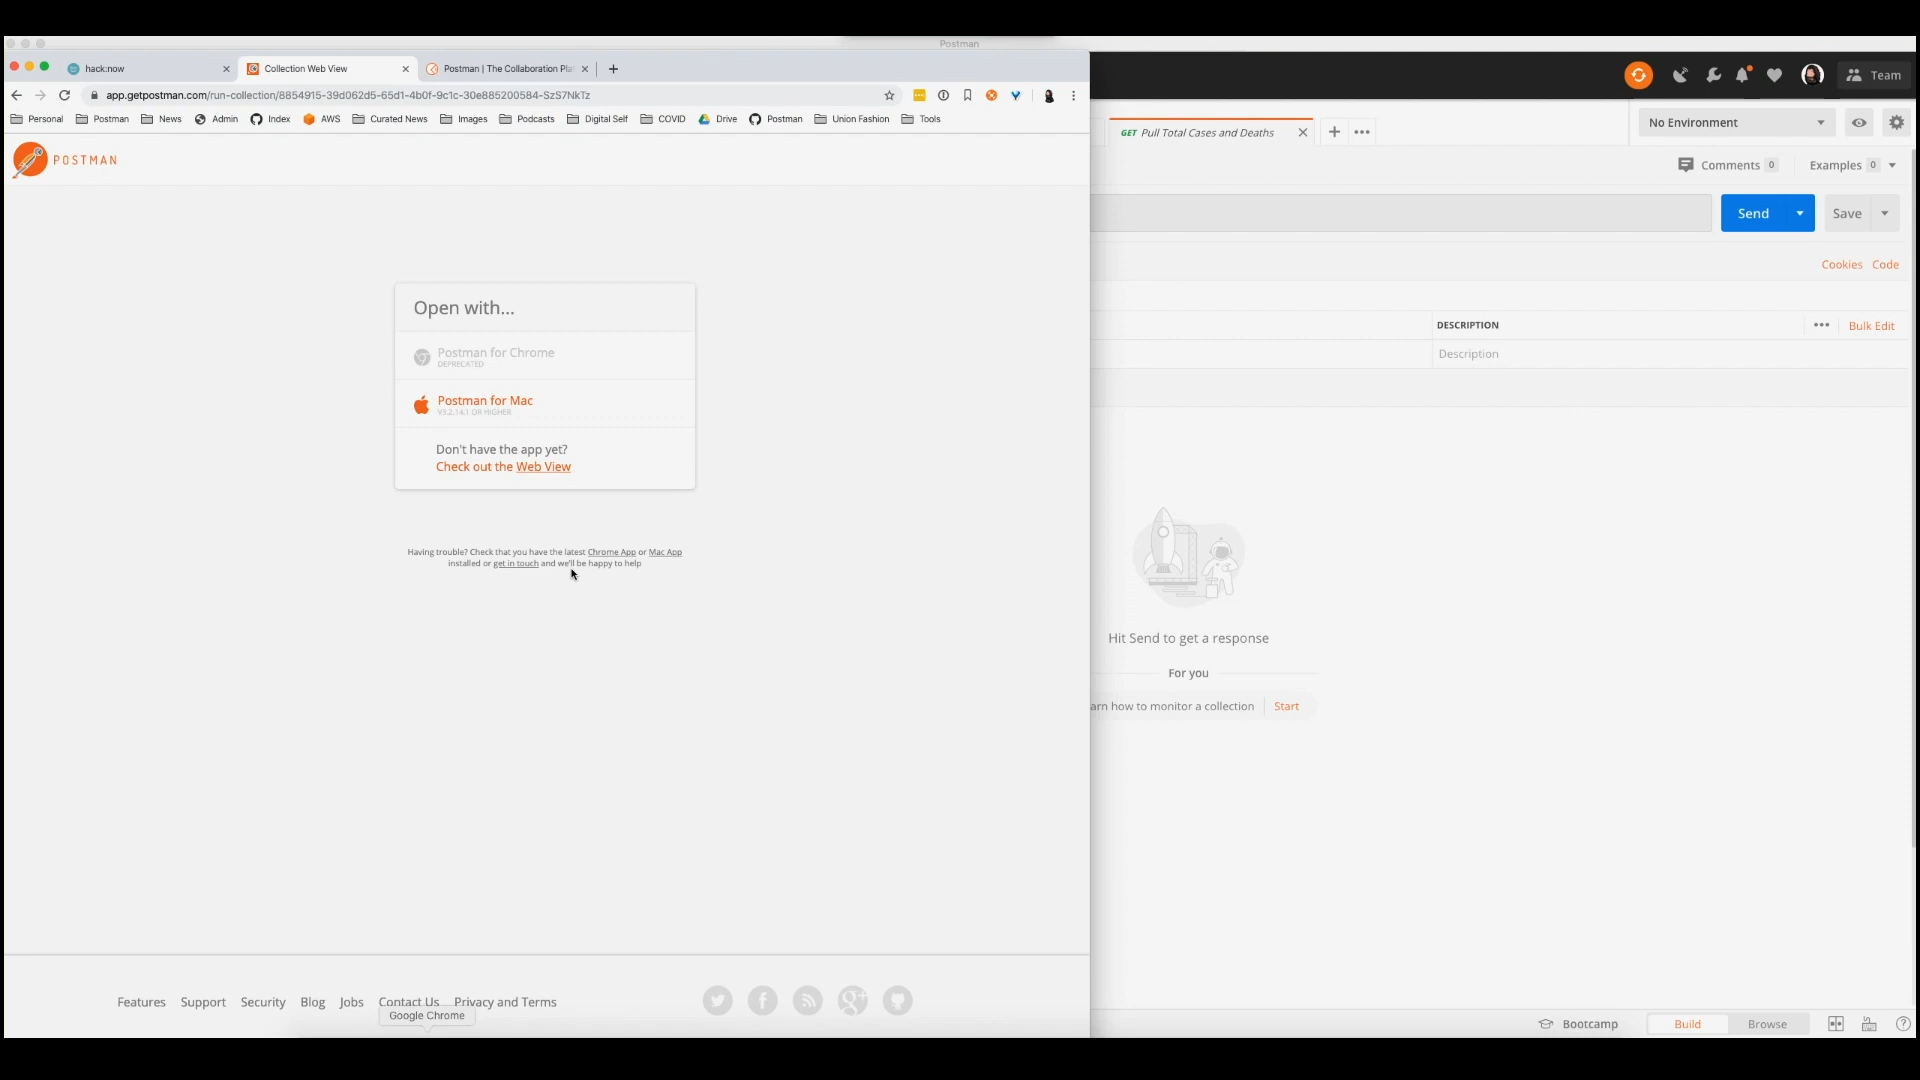 Postman
hack:now
Collection Web View
Postman | The Collaboration Pla
app.getpostman.com/run-collection/8854915-39d062d5-65d1-4b0f-9c1c-30e885200584-SzS7NkTz
Personal Postman News Admin Index AWS Curated News Images Podcasts Digital Self COVID Drive Postman Union Fashion Tools
POSTMAN
Open with...
Postman for Chrome
DEPRECATED
Postman for Mac
V3.2.14.1 OR HIGHER
Don't have the app yet?
Check out the Web View
Having trouble? Check that you have the latest Chrome App or Mac App
installed or get in touch and we'll be happy to help
Features Support Security Blog Jobs Contact Us Privacy and Terms
Google Chrome
Team
GET Pull Total Cases and Deaths
No Environment
Comments 0 Examples 0
Send Save
Cookies Code
DESCRIPTION Bulk Edit
Description
Hit Send to get a response
For you
arn how to monitor a collection Start
Bootcamp Build Browse